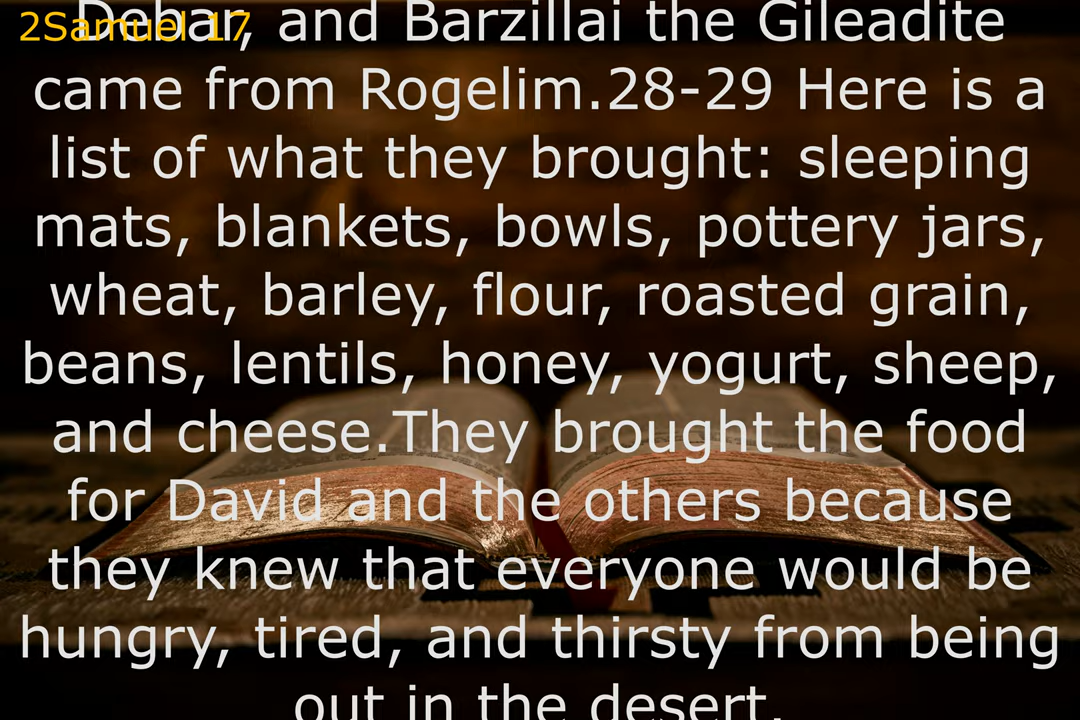 2Samuel 17
Debar, and Barzillai the Gileadite
came from Rogelim.28-29 Here is a
list of what they brought: sleeping
mats, blankets, bowls, pottery jars,
wheat, barley, flour, roasted grain,
beans, lentils, honey, yogurt, sheep,
and cheese.They brought the food
for David and the others because
they knew that everyone would be
hungry, tired, and thirsty from being
out in the desert.